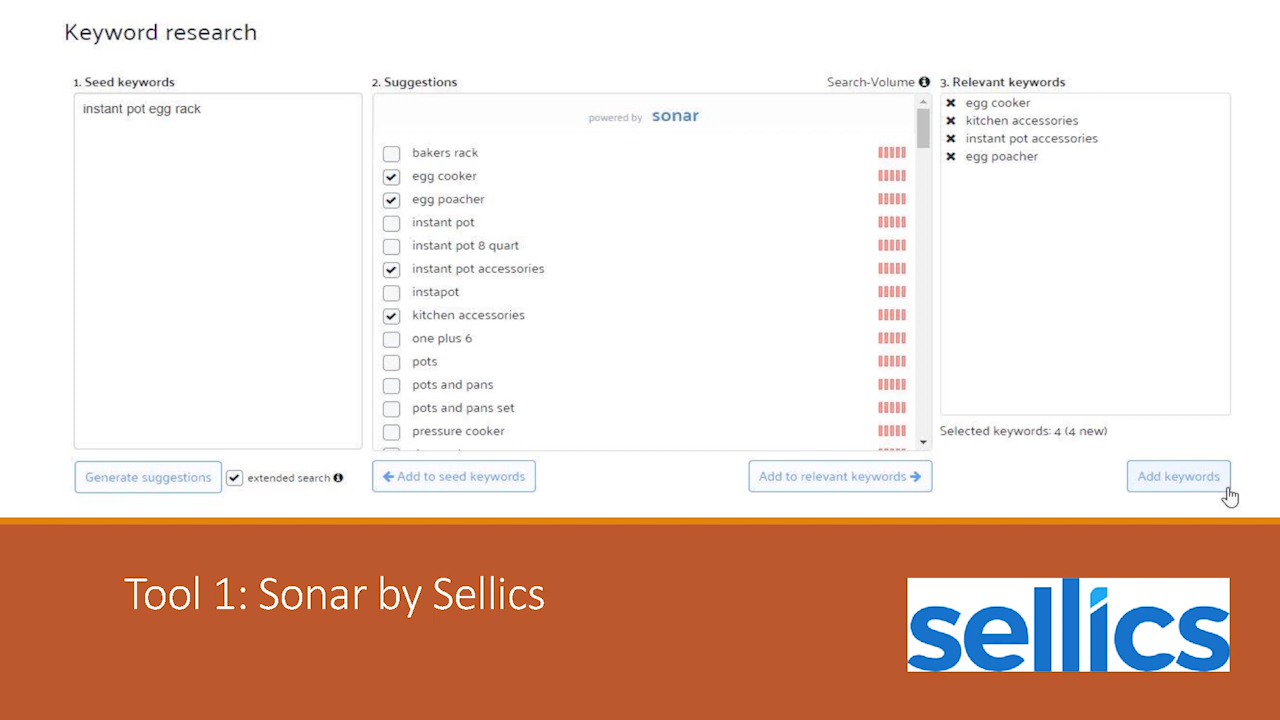 Keyword research
1. Seed keywords
instant pot egg rack
Generate suggestions
extended search
2. Suggestions
Search-Volume
powered by sonar
bakers rack
egg cooker
egg poacher
instant pot
instant pot 8 quart
instant pot accessories
instapot
kitchen accessories
one plus 6
pots
pots and pans
pots and pans set
pressure cooker
Add to seed keywords
Add to relevant keywords
3. Relevant keywords
egg cooker
kitchen accessories
instant pot accessories
egg poacher
Selected keywords: 4 (4 new)
Add keywords
Tool 1: Sonar by Sellics
sellics